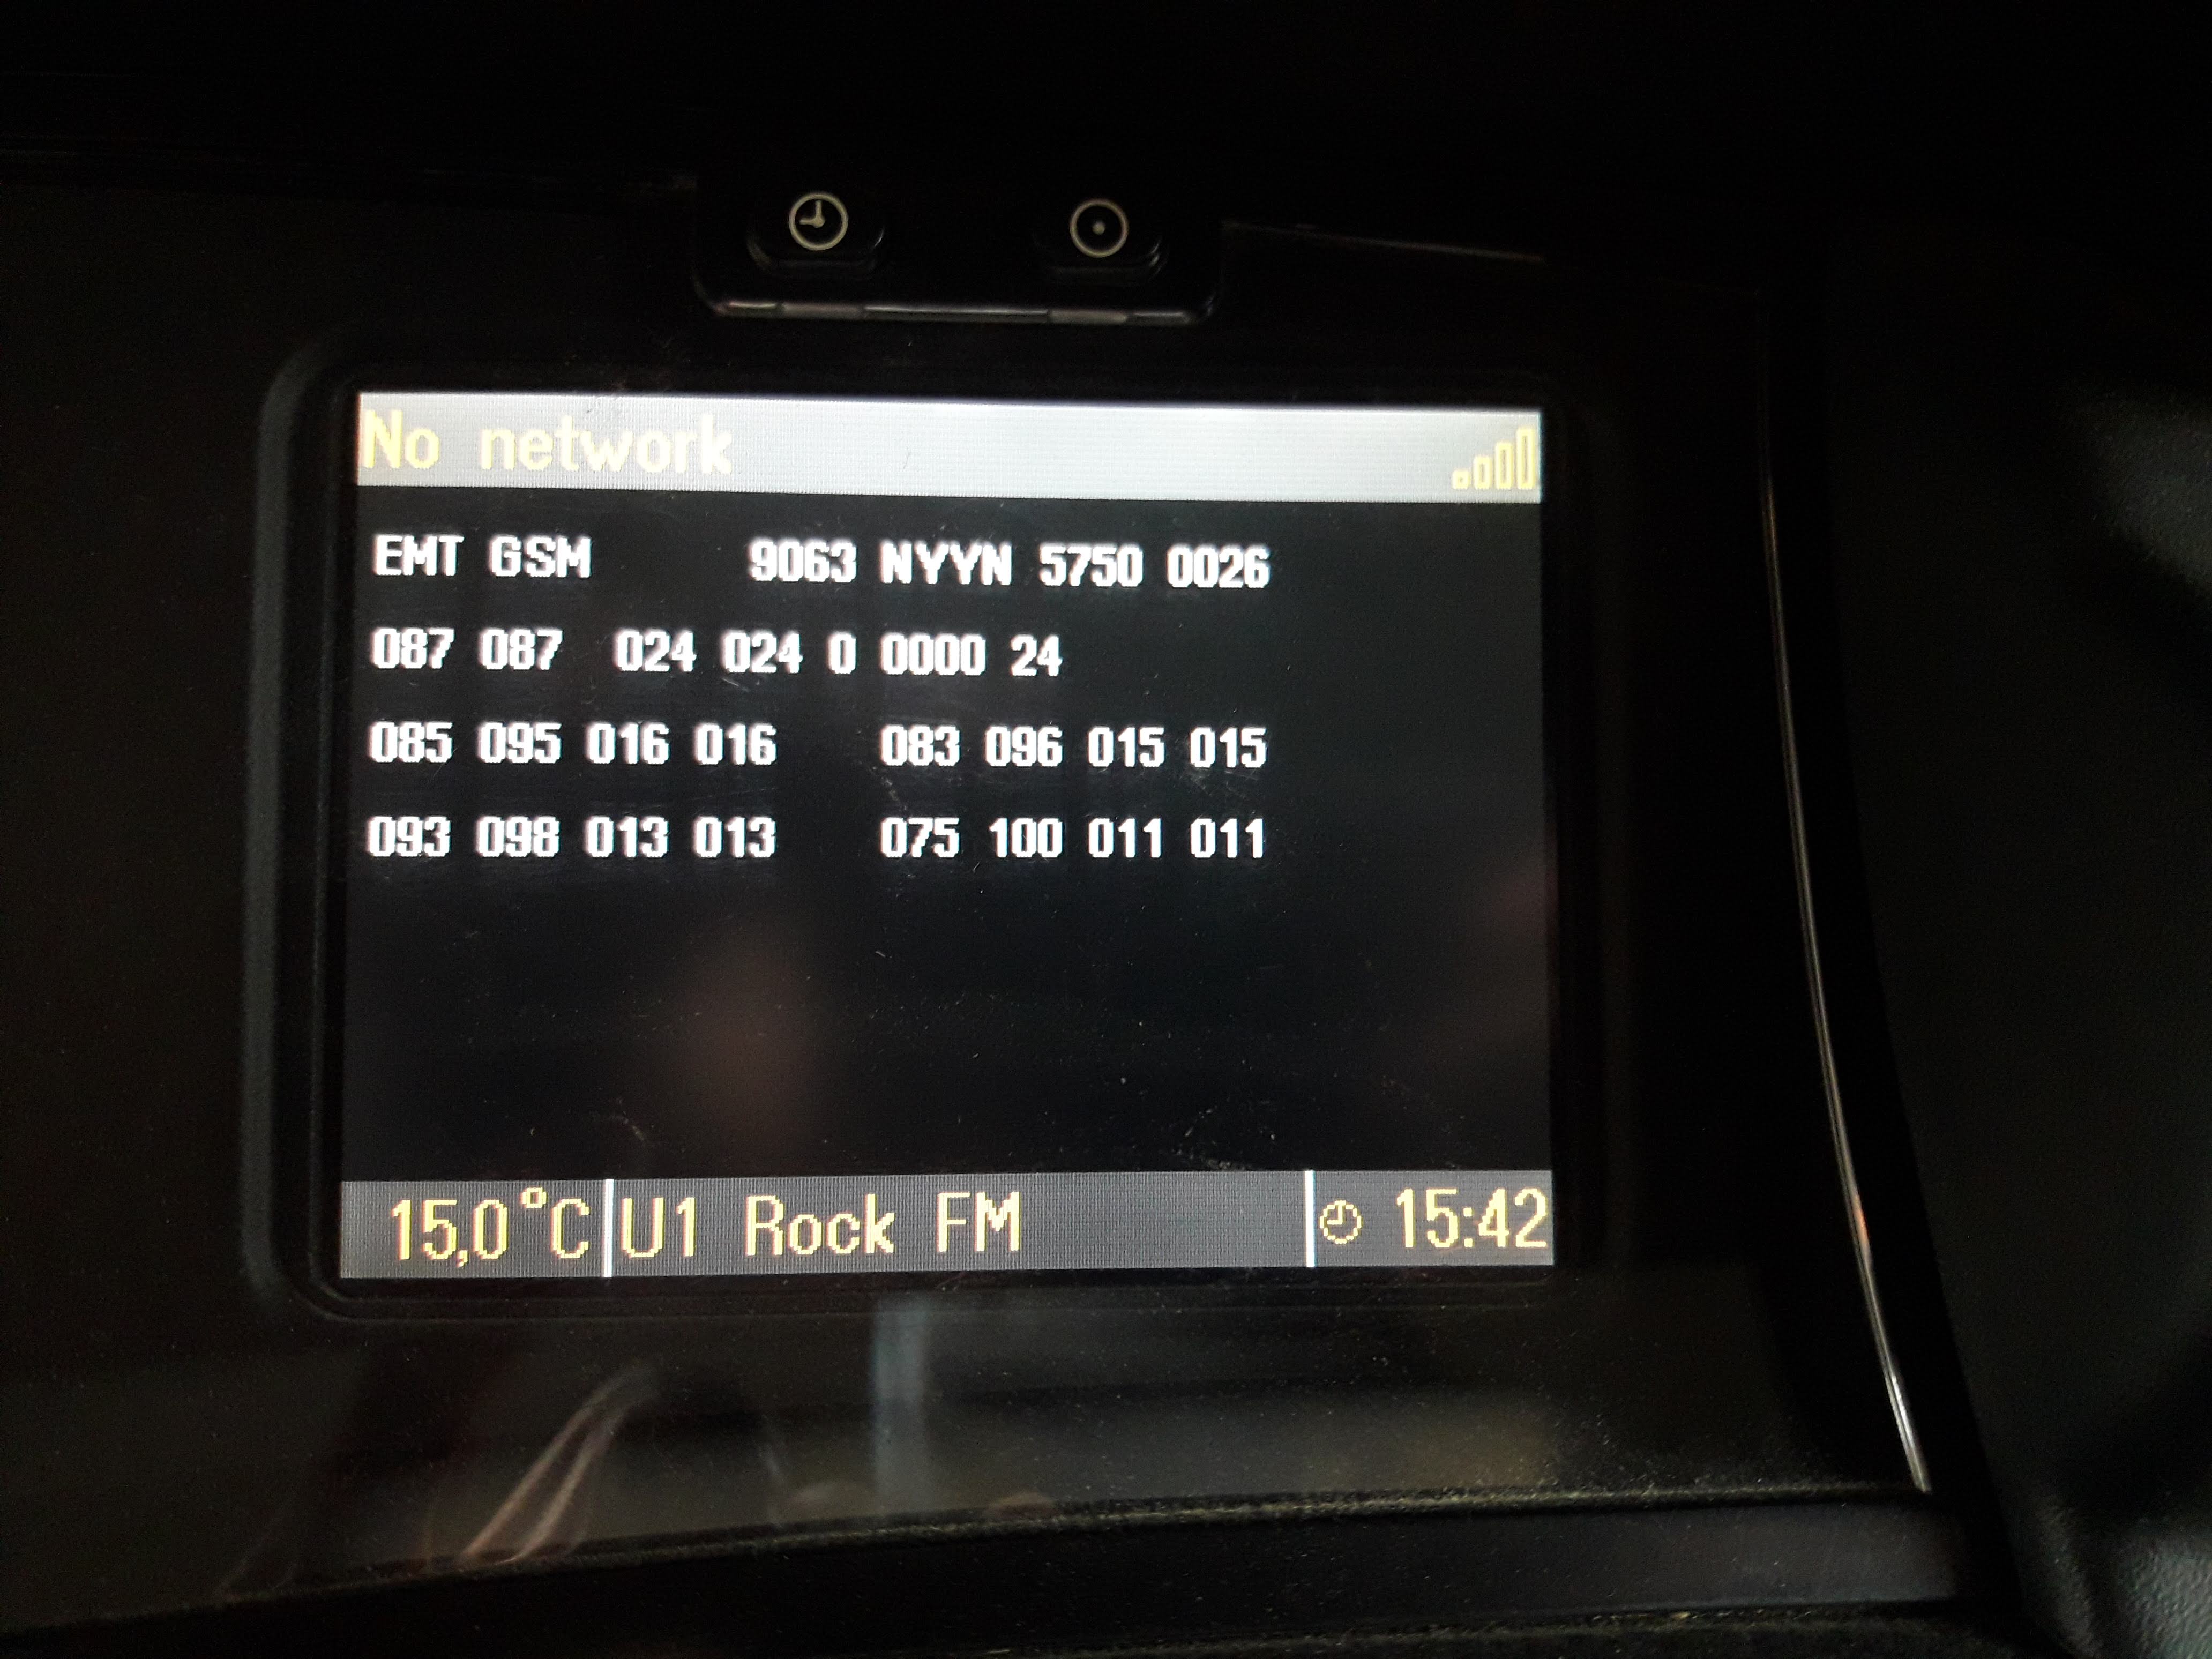 No network
EMT GSM 9063 NYYN 5750 0026
087 087 024 024 0 0000 24
085 095 016 016 083 096 015 015
093 098 013 013 075 100 011 011
15,0°C U1 Rock FM 15:42